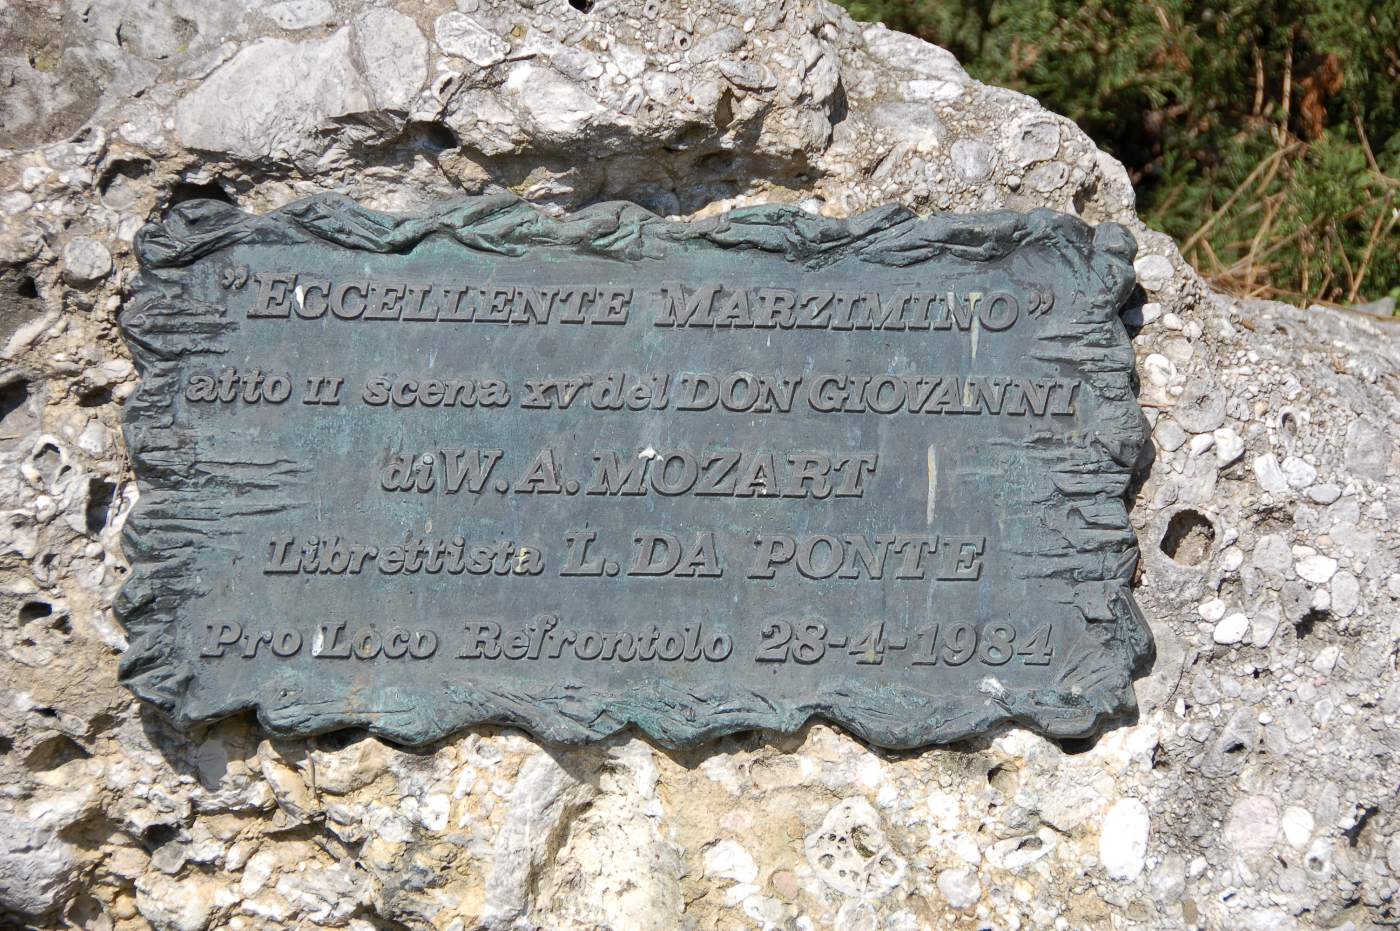 ”ECCELLENTE MARZIMINO”
atto II scena XV del DON GIOVANNI
di W.A.MOZART
Librettista L.DA PONTE
Pro Loco Refrontolo 28-4-1984